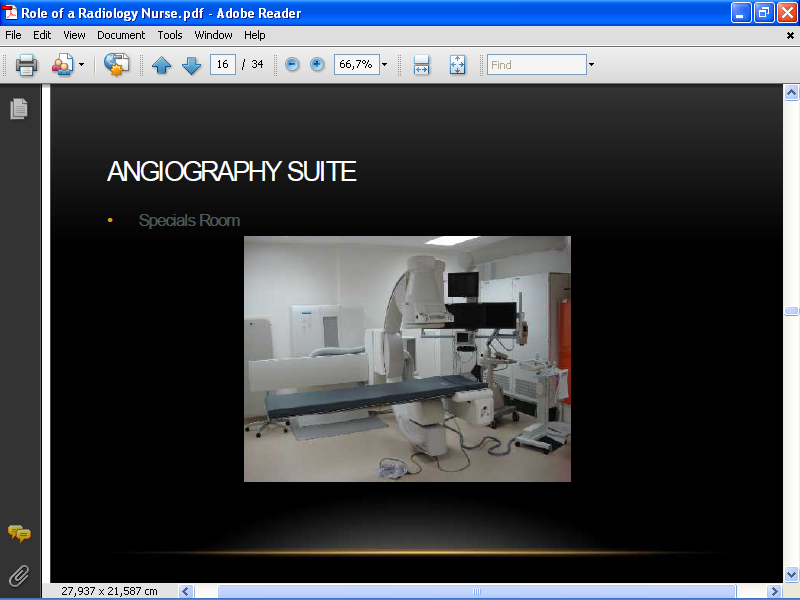 Role of a Radiology Nurse.pdf - Adobe Reader
File Edit View Document Tools Window Help
16 / 34 66,7% Find
ANGIOGRAPHY SUITE
• Specials Room
27,937 x 21,587 cm